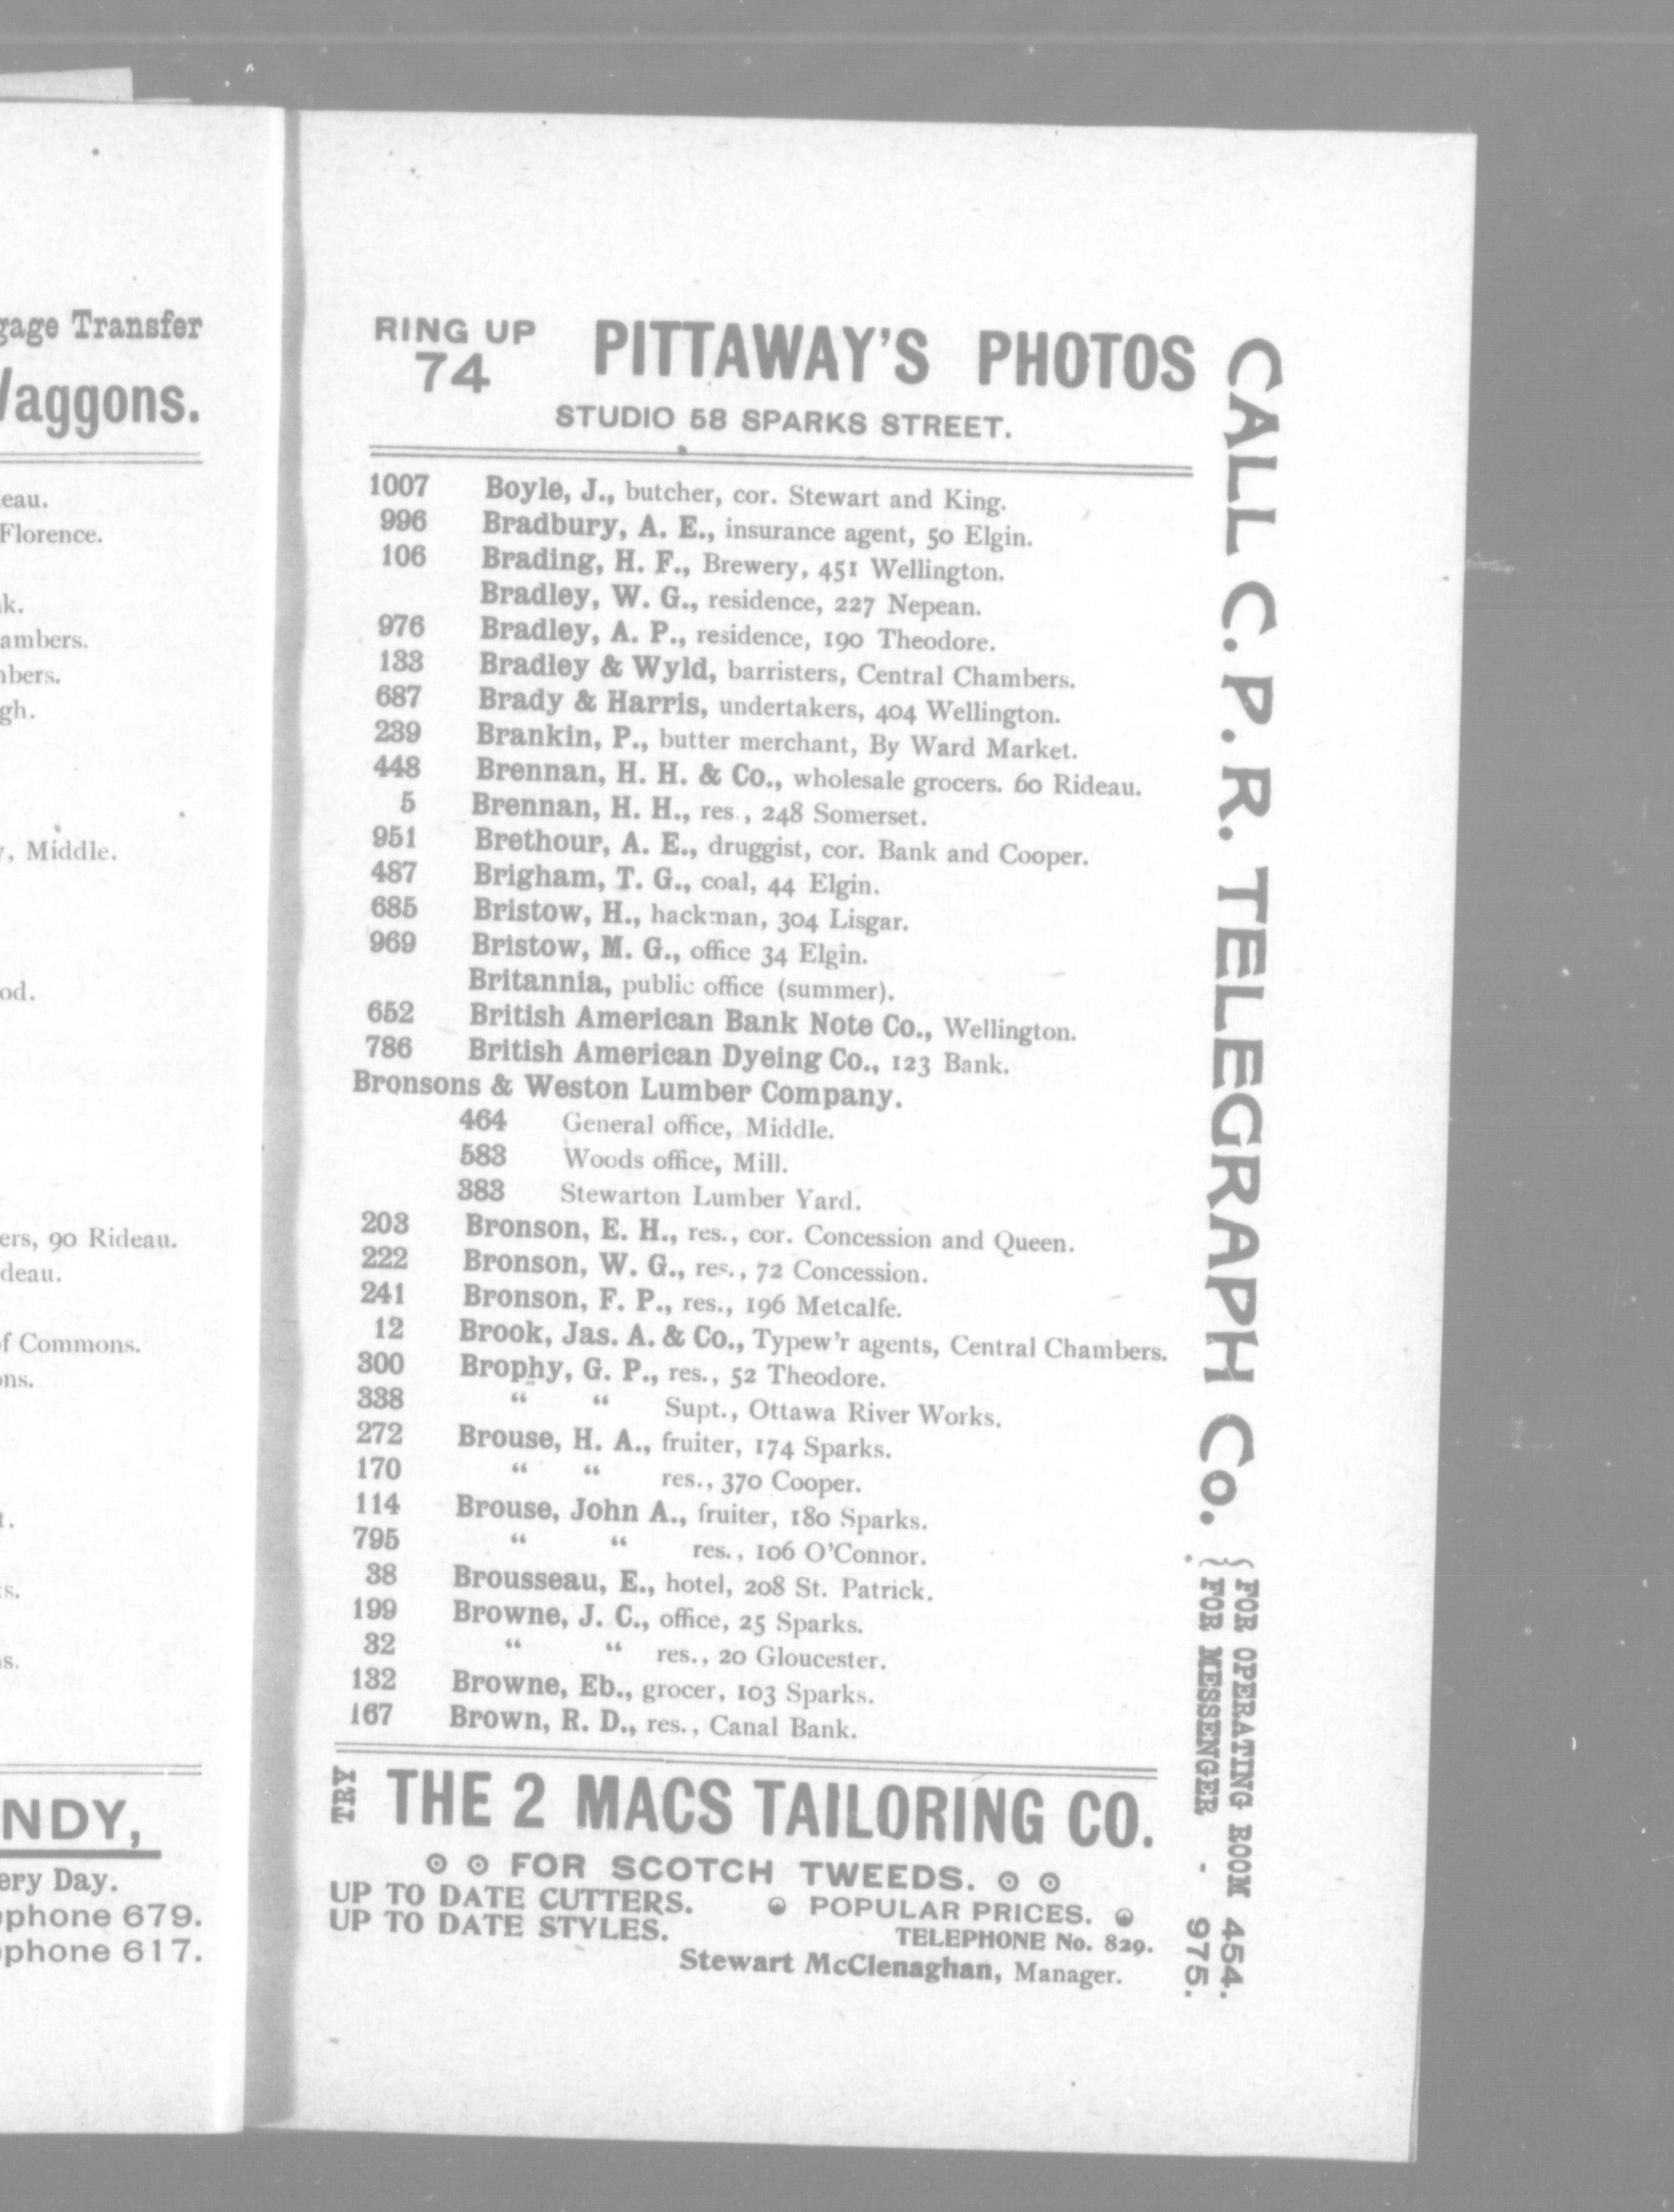 gage Transfer
Waggons.
eau.
Florence.
k.
ambers.
bers.
gh.
, Middle.
od.
ers, 90 Rideau.
deau.
of Commons.
ons.
t.
s.
s.
NDY,
ery Day.
ephone 679.
ephone 617.
RING UP
74
PITTAWAY'S PHOTOS
STUDIO 58 SPARKS STREET.
1007 Boyle, J., butcher, cor. Stewart and King.
996 Bradbury, A. E., insurance agent, 50 Elgin.
106 Brading, H. F., Brewery, 451 Wellington.
Bradley, W. G., residence, 227 Nepean.
976 Bradley, A. P., residence, 190 Theodore.
133 Bradley & Wyld, barristers, Central Chambers.
687 Brady & Harris, undertakers, 404 Wellington.
239 Brankin, P., butter merchant, By Ward Market.
448 Brennan, H. H. & Co., wholesale grocers. 60 Rideau.
5 Brennan, H. H., res., 248 Somerset.
951 Brethour, A. E., druggist, cor. Bank and Cooper.
487 Brigham, T. G., coal, 44 Elgin.
685 Bristow, H., hackman, 304 Lisgar.
969 Bristow, M. G., office 34 Elgin.
Britannia, public office (summer).
652 British American Bank Note Co., Wellington.
786 British American Dyeing Co., 123 Bank.
Bronsons & Weston Lumber Company.
464 General office, Middle.
583 Woods office, Mill.
383 Stewarton Lumber Yard.
203 Bronson, E. H., res., cor. Concession and Queen.
222 Bronson, W. G., res., 72 Concession.
241 Bronson, F. P., res., 196 Metcalfe.
12 Brook, Jas. A. & Co., Typew'r agents, Central Chambers.
300 Brophy, G. P., res., 52 Theodore.
338 “ “ Supt., Ottawa River Works.
272 Brouse, H. A., fruiter, 174 Sparks.
170 “ “ res., 370 Cooper.
114 Brouse, John A., fruiter, 180 Sparks.
795 “ “ res., 106 O'Connor.
38 Brousseau, E., hotel, 208 St. Patrick.
199 Browne, J. C., office, 25 Sparks.
32 “ “ res., 20 Gloucester.
132 Browne, Eb., grocer, 103 Sparks.
167 Brown, R. D., res., Canal Bank.
TRY THE 2 MACS TAILORING CO.
FOR SCOTCH TWEEDS.
UP TO DATE CUTTERS. POPULAR PRICES.
UP TO DATE STYLES. TELEPHONE No. 829.
Stewart McClenaghan, Manager.
CALL C. P. R. TELEGRAPH CO.
{ FOR OPERATING ROOM 454.
FOR MESSENGER - 975.